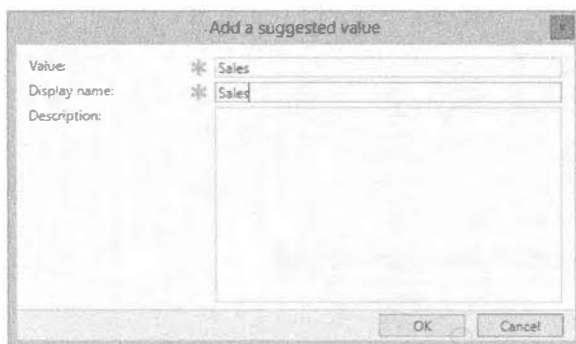 Add a suggested value
Value: * Sales
Display name: * Sales
Description:
OK Cancel